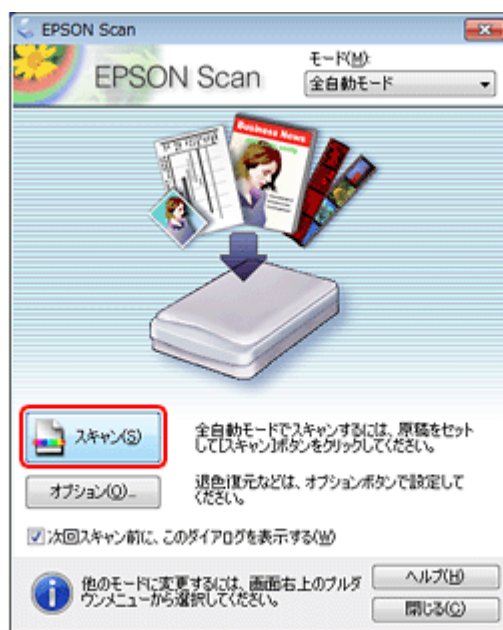 EPSON Scan
EPSON Scan
モード(M):
全自動モード
Business News
スキャン(S)
全自動モードでスキャンするには、原稿をセット
して[スキャン]ボタンをクリックしてください。
オプション(O)...
退色復元などは、オプションボタンで設定して
ください。
次回スキャン前に、このダイアログを表示する(W)
他のモードに変更するには、画面右上のプルダ
ウンメニューから選択してください。
ヘルプ(H)
閉じる(C)